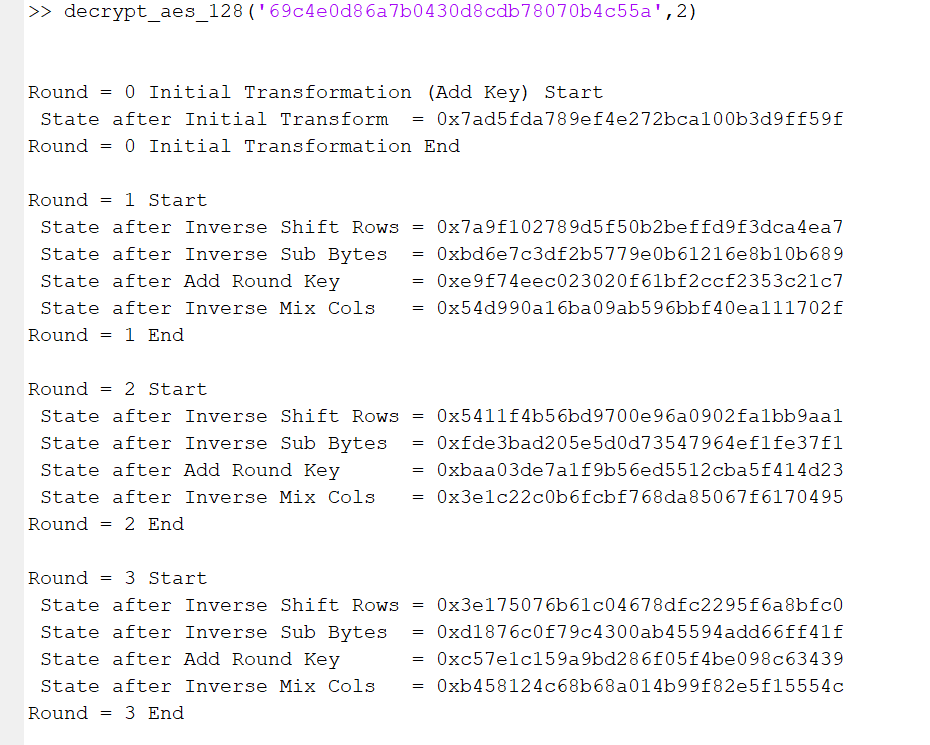 >> decrypt_aes_128('69c4e0d86a7b0430d8cdb78070b4c55a',2)
Round = 0 Initial Transformation (Add Key) Start
State after Initial Transform = 0x7ad5fda789ef4e272bca100b3d9ff59f
Round = 0 Initial Transformation End
Round = 1 Start
State after Inverse Shift Rows = 0x7a9f102789d5f50b2beffd9f3dca4ea7
State after Inverse Sub Bytes = 0xbd6e7c3df2b5779e0b61216e8b10b689
State after Add Round Key = 0xe9f74eec023020f61bf2ccf2353c21c7
State after Inverse Mix Cols = 0x54d990a16ba09ab596bbf40ea111702f
Round = 1 End
Round = 2 Start
State after Inverse Shift Rows = 0x5411f4b56bd9700e96a0902fa1bb9aa1
State after Inverse Sub Bytes = 0xfde3bad205e5d0d73547964ef1fe37f1
State after Add Round Key = 0xbaa03de7a1f9b56ed5512cba5f414d23
State after Inverse Mix Cols = 0x3e1c22c0b6fcbf768da85067f6170495
Round = 2 End
Round = 3 Start
State after Inverse Shift Rows = 0x3e175076b61c04678dfc2295f6a8bfc0
State after Inverse Sub Bytes = 0xd1876c0f79c4300ab45594add66ff41f
State after Add Round Key = 0xc57e1c159a9bd286f05f4be098c63439
State after Inverse Mix Cols = 0xb458124c68b68a014b99f82e5f15554c
Round = 3 End